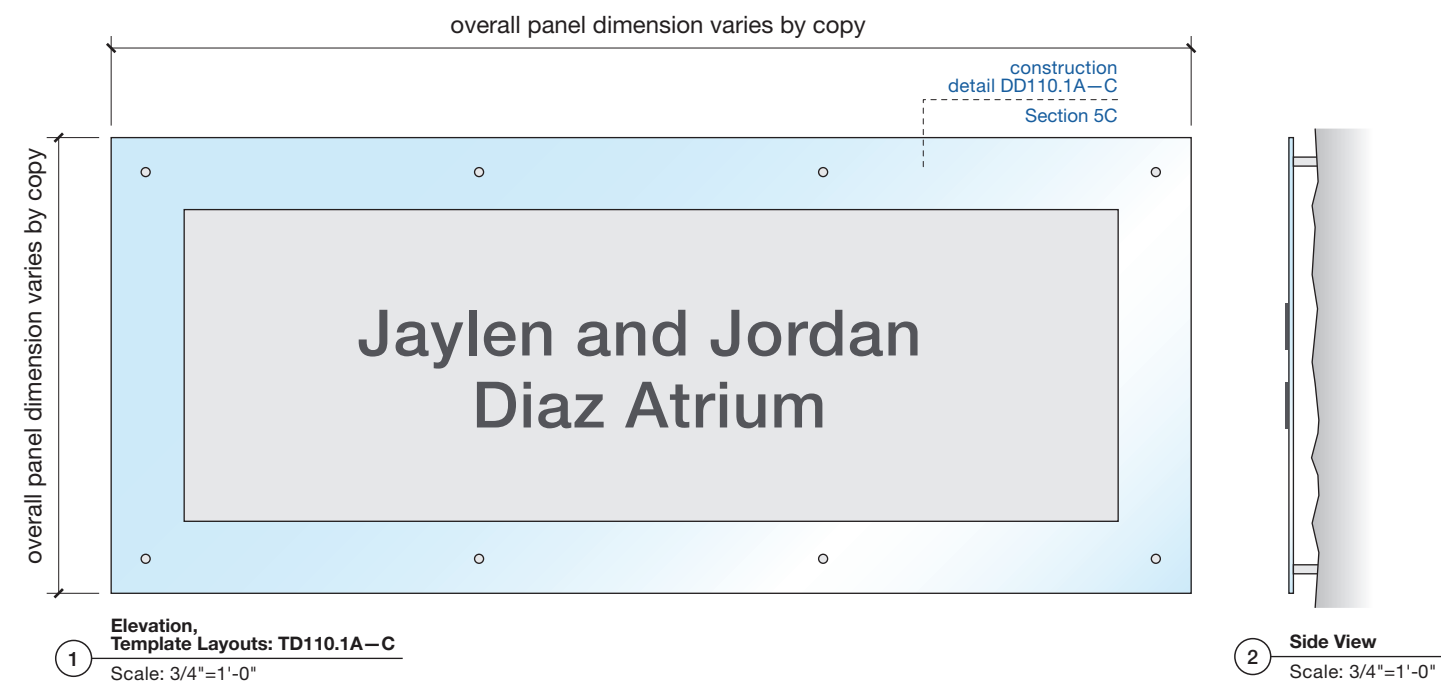 overall panel dimension varies by copy
construction
detail DD110.1A—C
Section 5C
overall panel dimension varies by copy
Jaylen and Jordan
Diaz Atrium
1
Elevation,
Template Layouts: TD110.1A—C
Scale: 3/4"=1'-0"
2
Side View
Scale: 3/4"=1'-0"